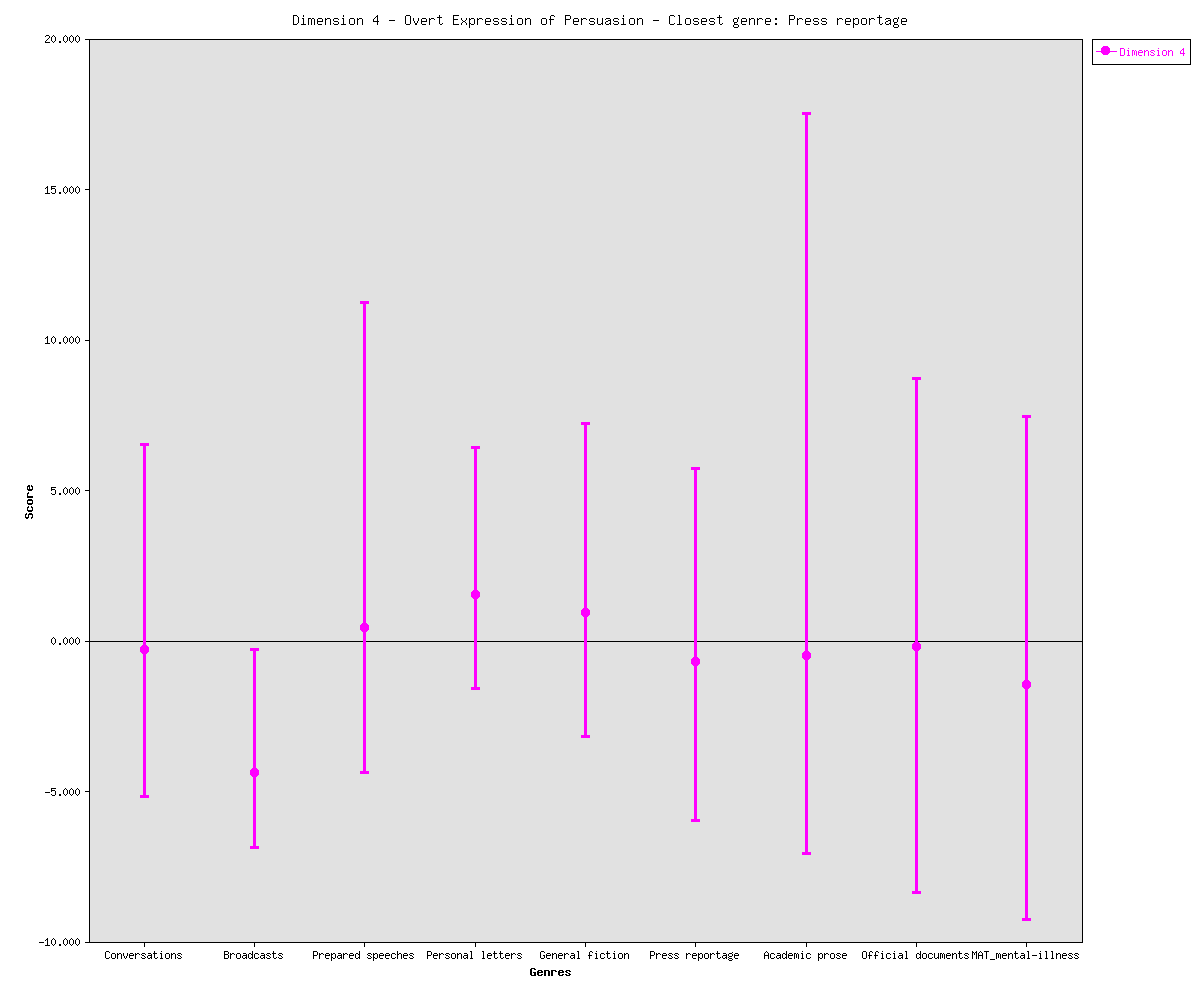 Dimension 4 - Overt Expression of Persuasion - Closest genre: Press reportage
Dimension 4
20.000
15.000
10.000
5.000
0.000
-5.000
-10.000
Score
Conversations Broadcasts Prepared speeches Personal letters General fiction Press reportage Academic prose Official documents MAT_mental-illness
Genres